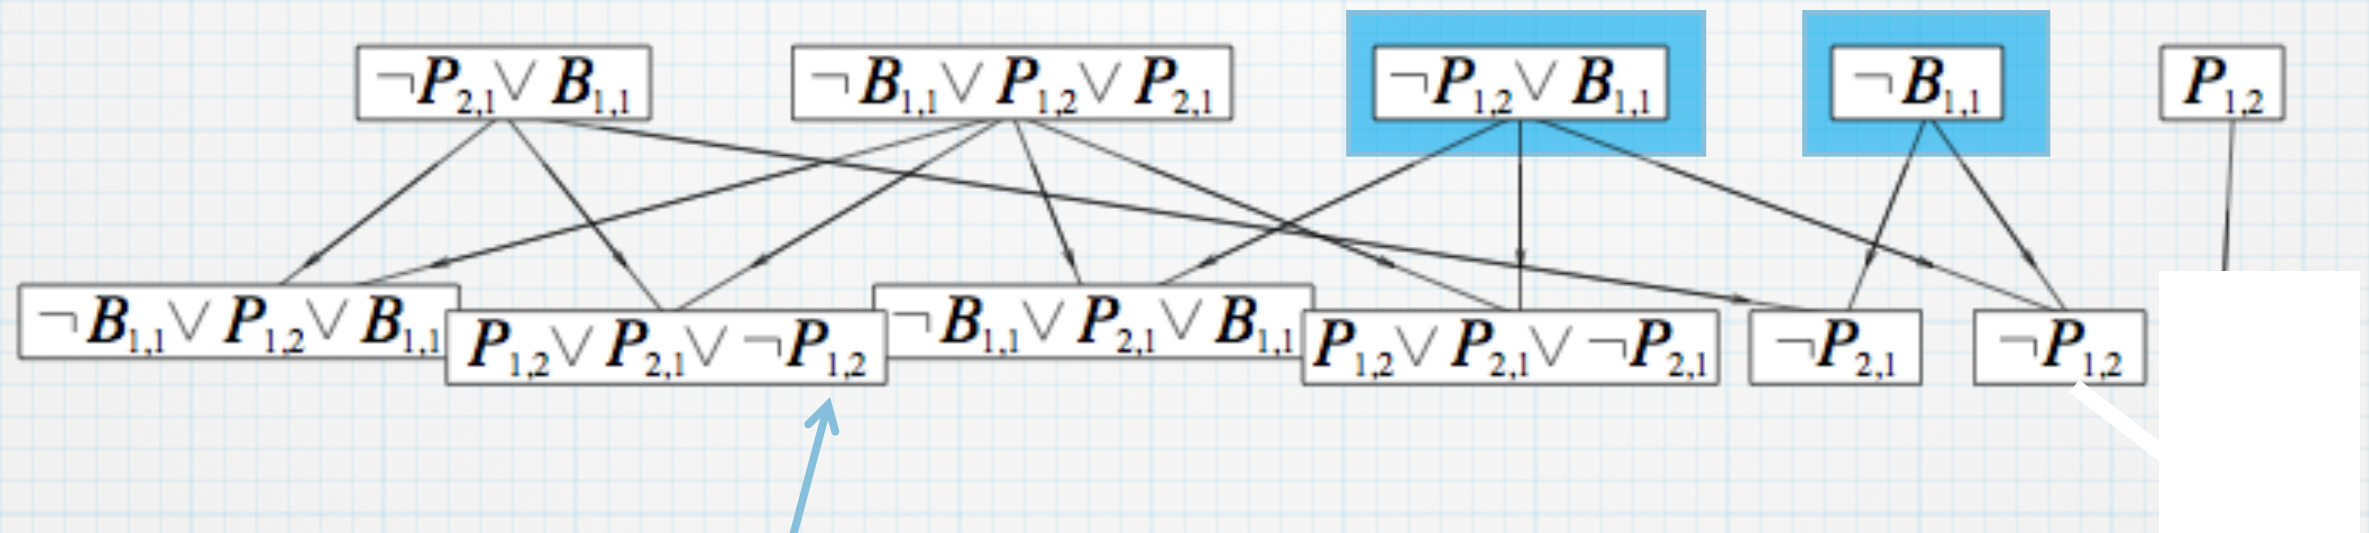 ¬P2,1 ∨ B1,1
¬B1,1 ∨ P1,2 ∨ P2,1
¬P1,2 ∨ B1,1
¬B1,1
P1,2
¬B1,1 ∨ P1,2 ∨ B1,1
P1,2 ∨ P2,1 ∨ ¬P1,2
¬B1,1 ∨ P2,1 ∨ B1,1
P1,2 ∨ P2,1 ∨ ¬P2,1
¬P2,1
¬P1,2